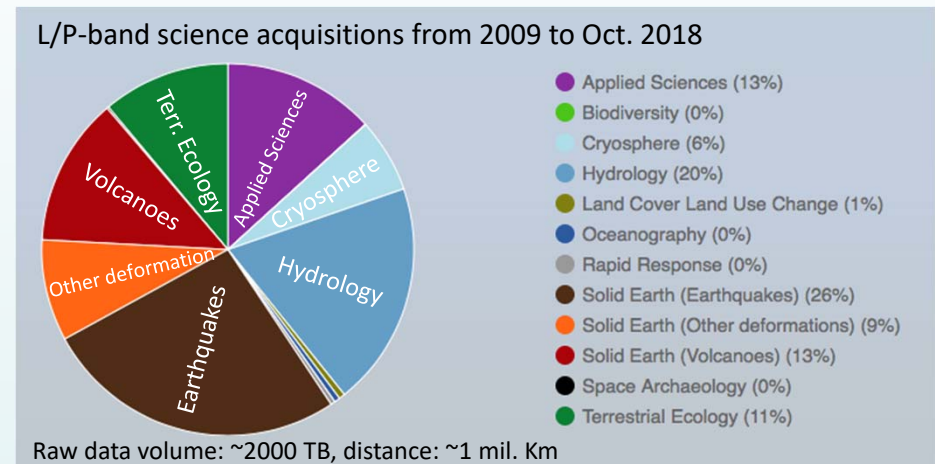 L/P-band science acquisitions from 2009 to Oct. 2018
Terr. Ecology
Applied Sciences
Volcanoes
Cryosphere
Other deformation
Hydrology
Earthquakes
Applied Sciences (13%)
Biodiversity (0%)
Cryosphere (6%)
Hydrology (20%)
Land Cover Land Use Change (1%)
Oceanography (0%)
Rapid Response (0%)
Solid Earth (Earthquakes) (26%)
Solid Earth (Other deformations) (9%)
Solid Earth (Volcanoes) (13%)
Space Archaeology (0%)
Terrestrial Ecology (11%)
Raw data volume: ~2000 TB, distance: ~1 mil. Km